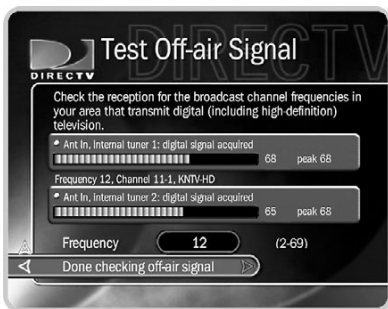 DIRECTV
Test Off-air Signal
DIRECTV
Check the reception for the broadcast channel frequencies in
your area that transmit digital (including high-definition)
television.
Ant In, Internal tuner 1: digital signal acquired
68 peak 68
Frequency 12, Channel 11-1, KNTV-HD
Ant In, Internal tuner 2: digital signal acquired
65 peak 68
Frequency 12 (2-69)
Done checking off-air signal